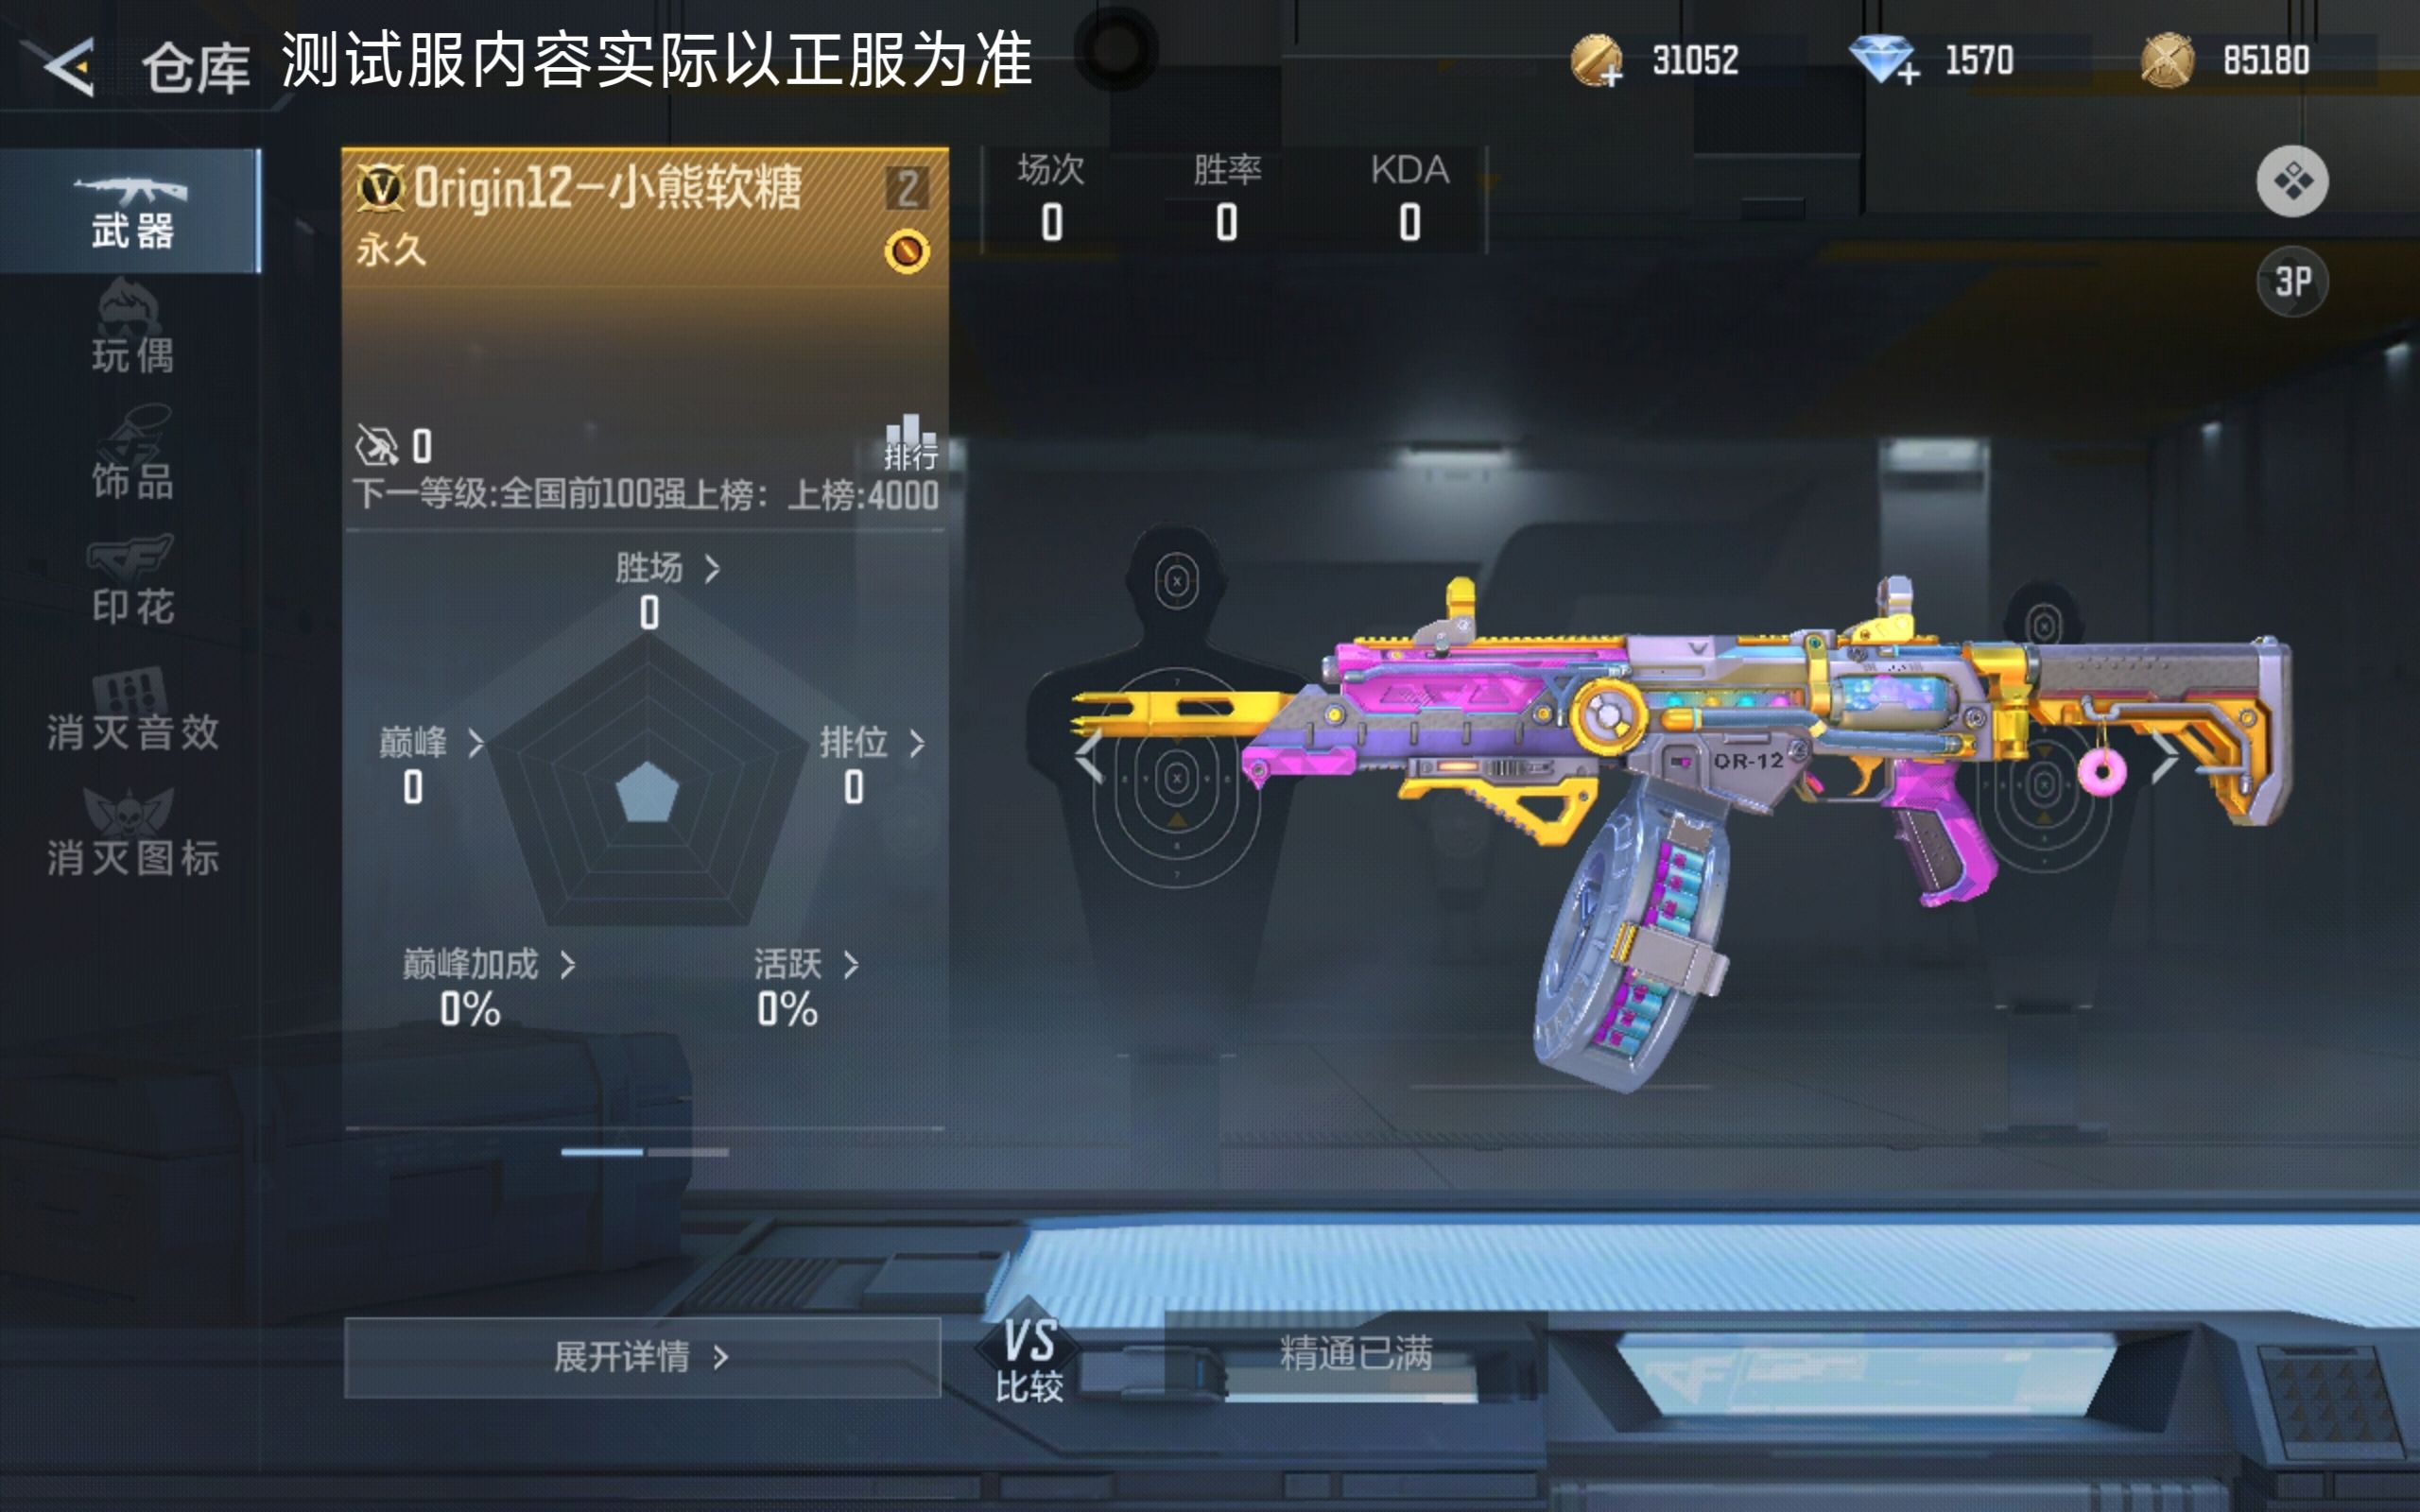 仓库 测试服内容实际以正服为准
31052 1570 85180
武器
玩偶
饰品
印花
消灭音效
消灭图标
V Origin12-小熊软糖 2
永久
场次 胜率 KDA
0 0 0
3P
0 排行
下一等级:全国前100强上榜: 上榜:4000
胜场
0
巅峰 排位
0 0
巅峰加成 活跃
0% 0%
OR-12
展开详情
VS
比较
精通已满